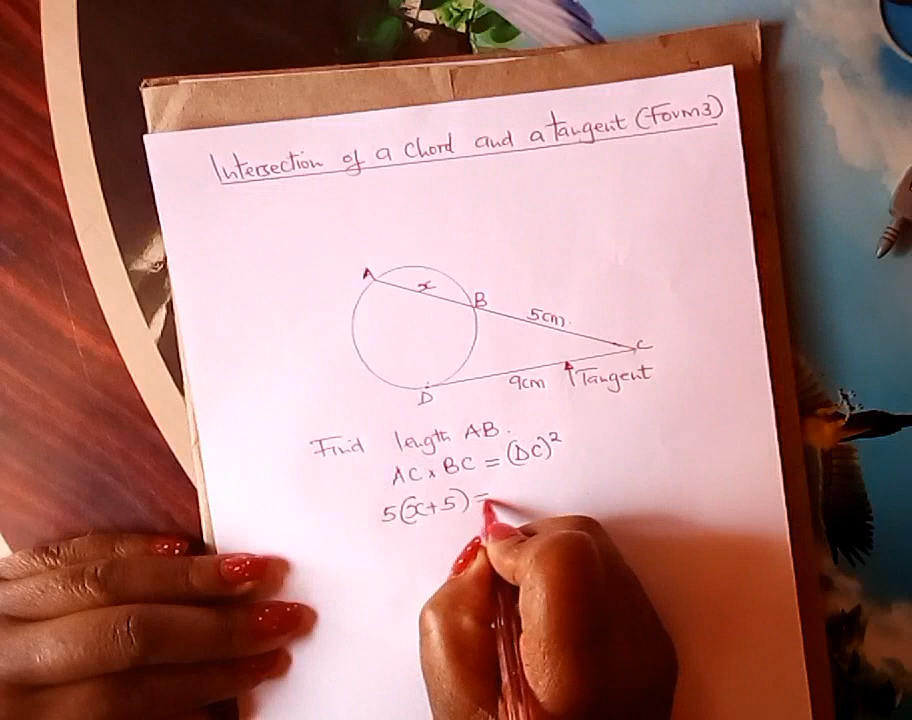 Intersection of a chord and a tangent (Form3)
A
x
B
5cm.
C
9cm
Tangent
D
Find length AB.
AC x BC = (DC)²
5(x+5) =